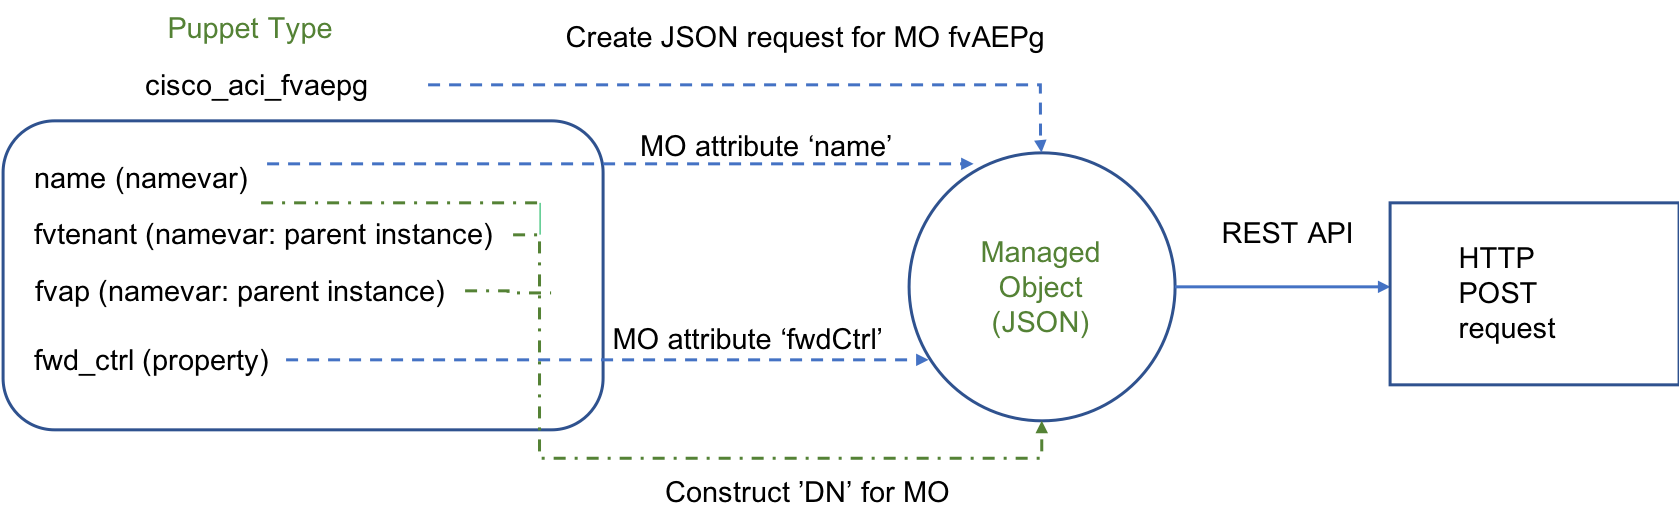 Puppet Type
Create JSON request for MO fvAEPg
cisco_aci_fvaepg
MO attribute ‘name’
name (namevar)
fvtenant (namevar: parent instance)
fvap (namevar: parent instance)
MO attribute ‘fwdCtrl’
fwd_ctrl (property)
Managed
Object
(JSON)
REST API
HTTP
POST
request
Construct ’DN’ for MO